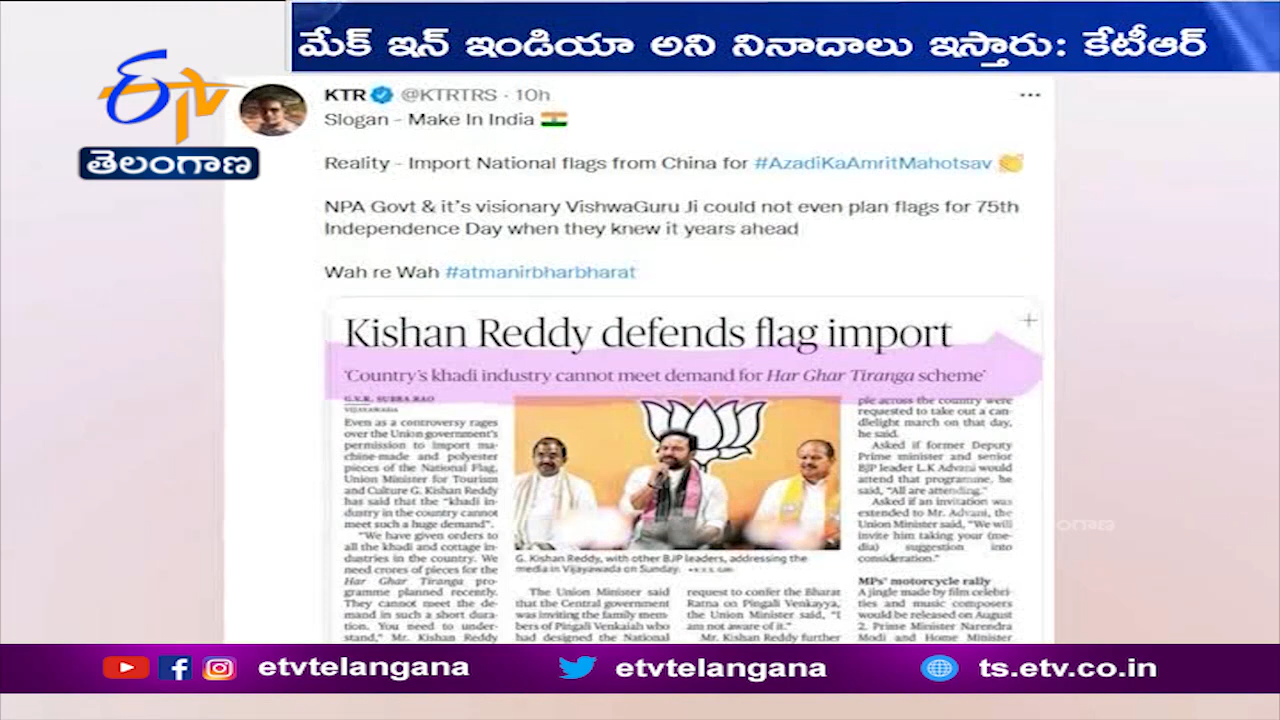 మేక్ ఇన్ ఇండియా అని నినాదాలు ఇస్తారు: కేటీఆర్
ETV
తెలంగాణ
KTR @KTRTRS · 10h
Slogan - Make In India
Reality - Import National flags from China for #AzadiKaAmritMahotsav
NPA Govt & it's visionary VishwaGuru Ji could not even plan flags for 75th
Independence Day when they knew it years ahead
Wah re Wah #atmanirbharbharat
Kishan Reddy defends flag import
'Country's khadi industry cannot meet demand for Har Ghar Tiranga scheme'
G.V.R. SUBBA RAO
VIJAYAWADA
Even as a controversy rages
over the Union government's
permission to import ma-
chine-made and polyester
pieces of the National Flag,
Union Minister for Tourism
and Culture G. Kishan Reddy
has said that the "khadi in-
dustry in the country cannot
meet such a huge demand".
"We have given orders to
all the khadi and cottage in-
dustries in the country. We
need crores of pieces for the
Har Ghar Tiranga pro-
gramme planned recently.
They cannot meet the de-
mand in such a short dura-
tion. You need to under-
stand," Mr. Kishan Reddy
G. Kishan Reddy, with other BJP leaders, addressing the
media in Vijayawada on Sunday.
The Union Minister said
that the Central government
was inviting the family mem-
bers of Pingali Venkaiah who
had designed the National
request to confer the Bharat
Ratna on Pingali Venkayya,
the Union Minister said, "I
am not aware of it."
Mr. Kishan Reddy further
ple across the country were
requested to take out a can-
dlelight march on that day,
he said.
Asked if former Deputy
Prime minister and senior
BJP leader L.K Advani would
attend that programme, he
said, "All are attending."
Asked if an invitation was
extended to Mr. Advani, the
Union Minister said, "We will
invite him taking your (me-
dia) suggestion into
consideration."
MPs' motorcycle rally
A jingle made by film celebri-
ties and music composers
would be released on August
2. Prime Minister Narendra
Modi and Home Minister
etvtelangana
etvtelangana
ts.etv.co.in